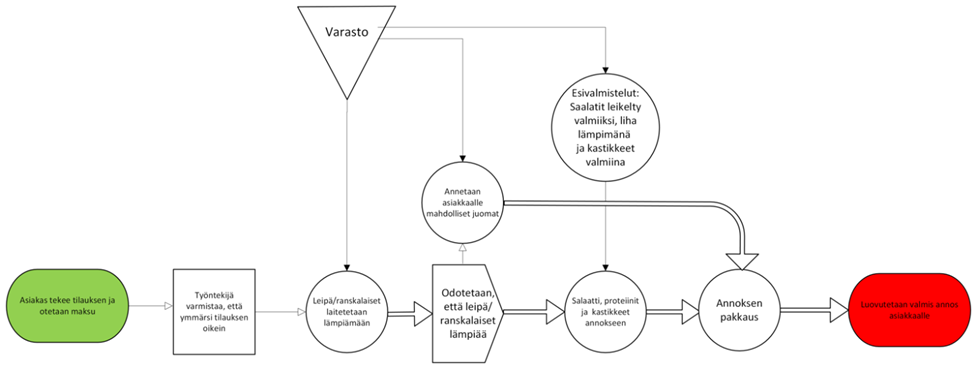 Varasto
Esivalmistelut:
Saalatit leikelty
valmiiksi, liha
lämpimänä
ja kastikkeet
valmiina
Annetaan
asiakkaalle
mahdolliset juomat
Asiakas tekee tilauksen ja
otetaan maksu
Työntekijä
varmistaa, että
ymmärsi tilauksen
oikein
Leipä/ranskalaiset
laitetetaan
lämpiämään
Odotetaan,
että leipä/
ranskalaiset
lämpiää
Salaatti, proteiinit
ja kastikkeet
annokseen
Annoksen
pakkaus
Luovutetaan valmis annos
asiakkaalle